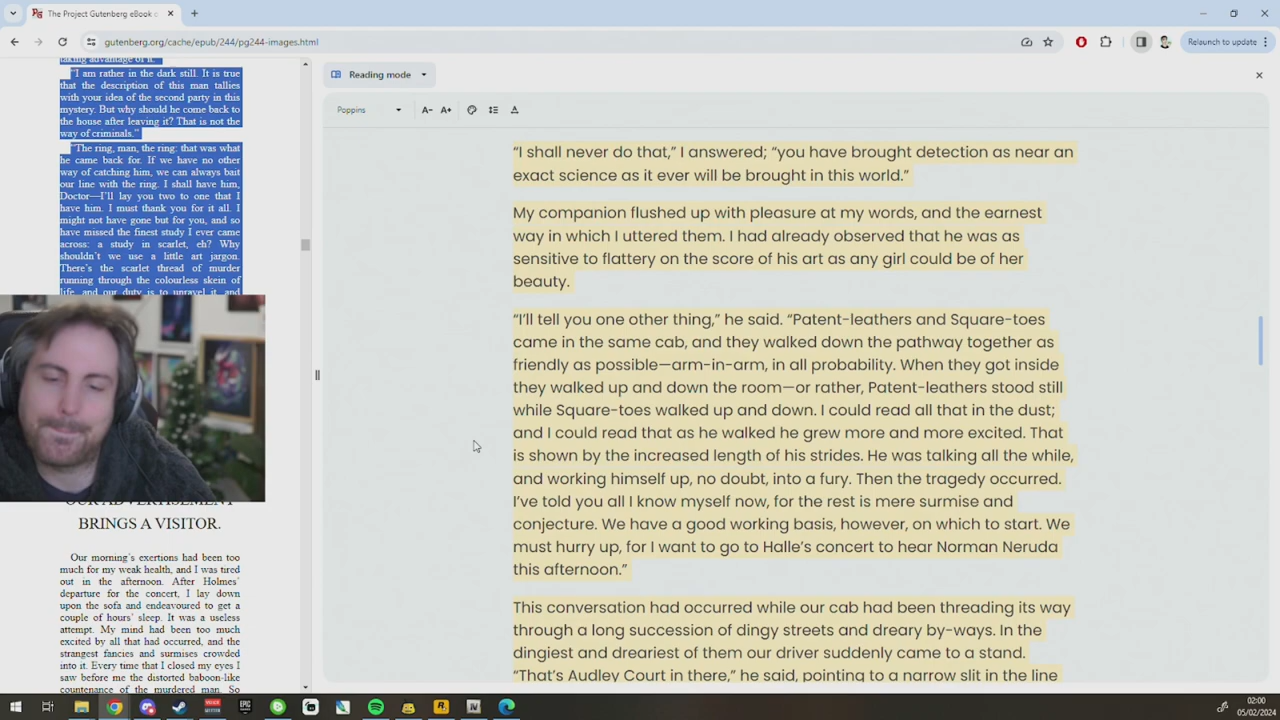 The Project Gutenberg eBook o
gutenberg.org/cache/epub/244/pg244-images.html
Relaunch to update
taking advantage of it."
"I am rather in the dark still. It is true
that the description of this man tallies
with your idea of the second party in this
mystery. But why should he come back to
the house after leaving it? That is not the
way of criminals."
"The ring, man, the ring: that was what
he came back for. If we have no other
way of catching him, we can always bait
our line with the ring. I shall have him,
Doctor—I'll lay you two to one that I
have him. I must thank you for it all. I
might not have gone but for you, and so
have missed the finest study I ever came
across: a study in scarlet, eh? Why
shouldn't we use a little art jargon.
There's the scarlet thread of murder
running through the colourless skein of
life, and our duty is to unravel it, and
OUR ADVERTISEMENT
BRINGS A VISITOR.
Our morning's exertions had been too
much for my weak health, and I was tired
out in the afternoon. After Holmes'
departure for the concert, I lay down
upon the sofa and endeavoured to get a
couple of hours' sleep. It was a useless
attempt. My mind had been too much
excited by all that had occurred, and the
strangest fancies and surmises crowded
into it. Every time that I closed my eyes I
saw before me the distorted baboon-like
countenance of the murdered man. So
Reading mode
Poppins
A-
A+
“I shall never do that,” I answered; “you have brought detection as near an
exact science as it ever will be brought in this world.”
My companion flushed up with pleasure at my words, and the earnest
way in which I uttered them. I had already observed that he was as
sensitive to flattery on the score of his art as any girl could be of her
beauty.
“I’ll tell you one other thing,” he said. “Patent-leathers and Square-toes
came in the same cab, and they walked down the pathway together as
friendly as possible—arm-in-arm, in all probability. When they got inside
they walked up and down the room—or rather, Patent-leathers stood still
while Square-toes walked up and down. I could read all that in the dust;
and I could read that as he walked he grew more and more excited. That
is shown by the increased length of his strides. He was talking all the while,
and working himself up, no doubt, into a fury. Then the tragedy occurred.
I’ve told you all I know myself now, for the rest is mere surmise and
conjecture. We have a good working basis, however, on which to start. We
must hurry up, for I want to go to Halle’s concert to hear Norman Neruda
this afternoon.”
This conversation had occurred while our cab had been threading its way
through a long succession of dingy streets and dreary by-ways. In the
dingiest and dreariest of them our driver suddenly came to a stand.
“That’s Audley Court in there,” he said, pointing to a narrow slit in the line
VOICE
EPIC
02:00
05/02/2024